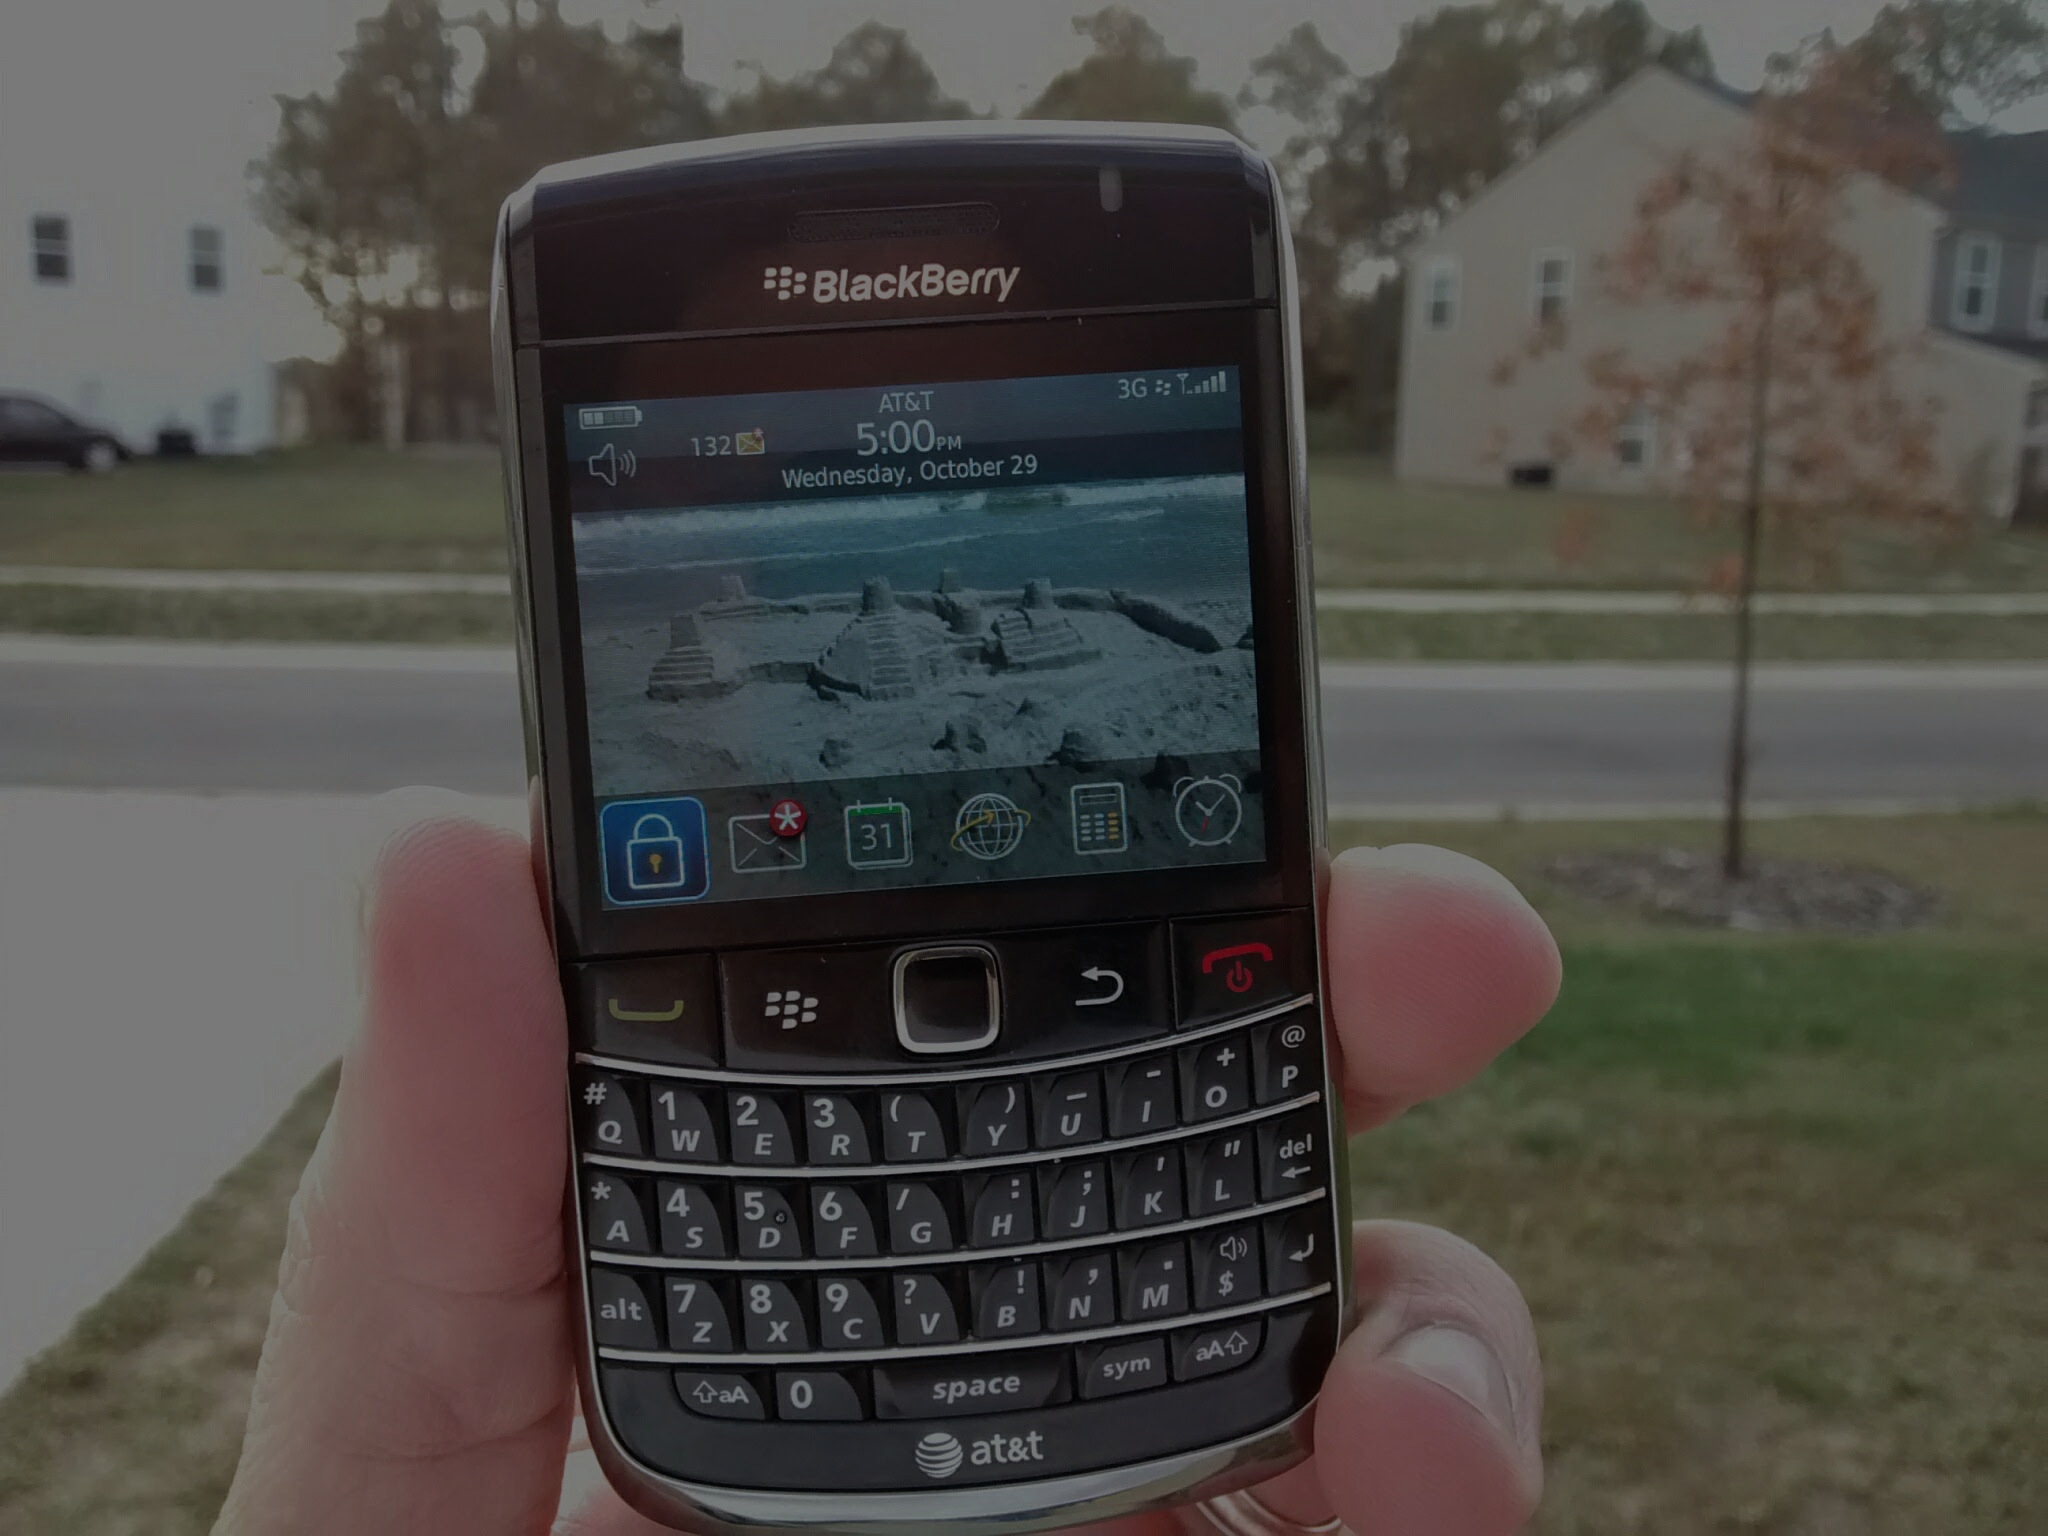 BlackBerry
AT&T
3G
132
5:00PM
Wednesday, October 29
31
# 1 2 3 ( ) _ - + @
Q W E R T Y U I O P
* 4 5 6 / : ; ' " del
A S D F G H J K L
alt 7 8 9 ? ! , .
Z X C V B N M $
aA 0 space sym aA
at&t